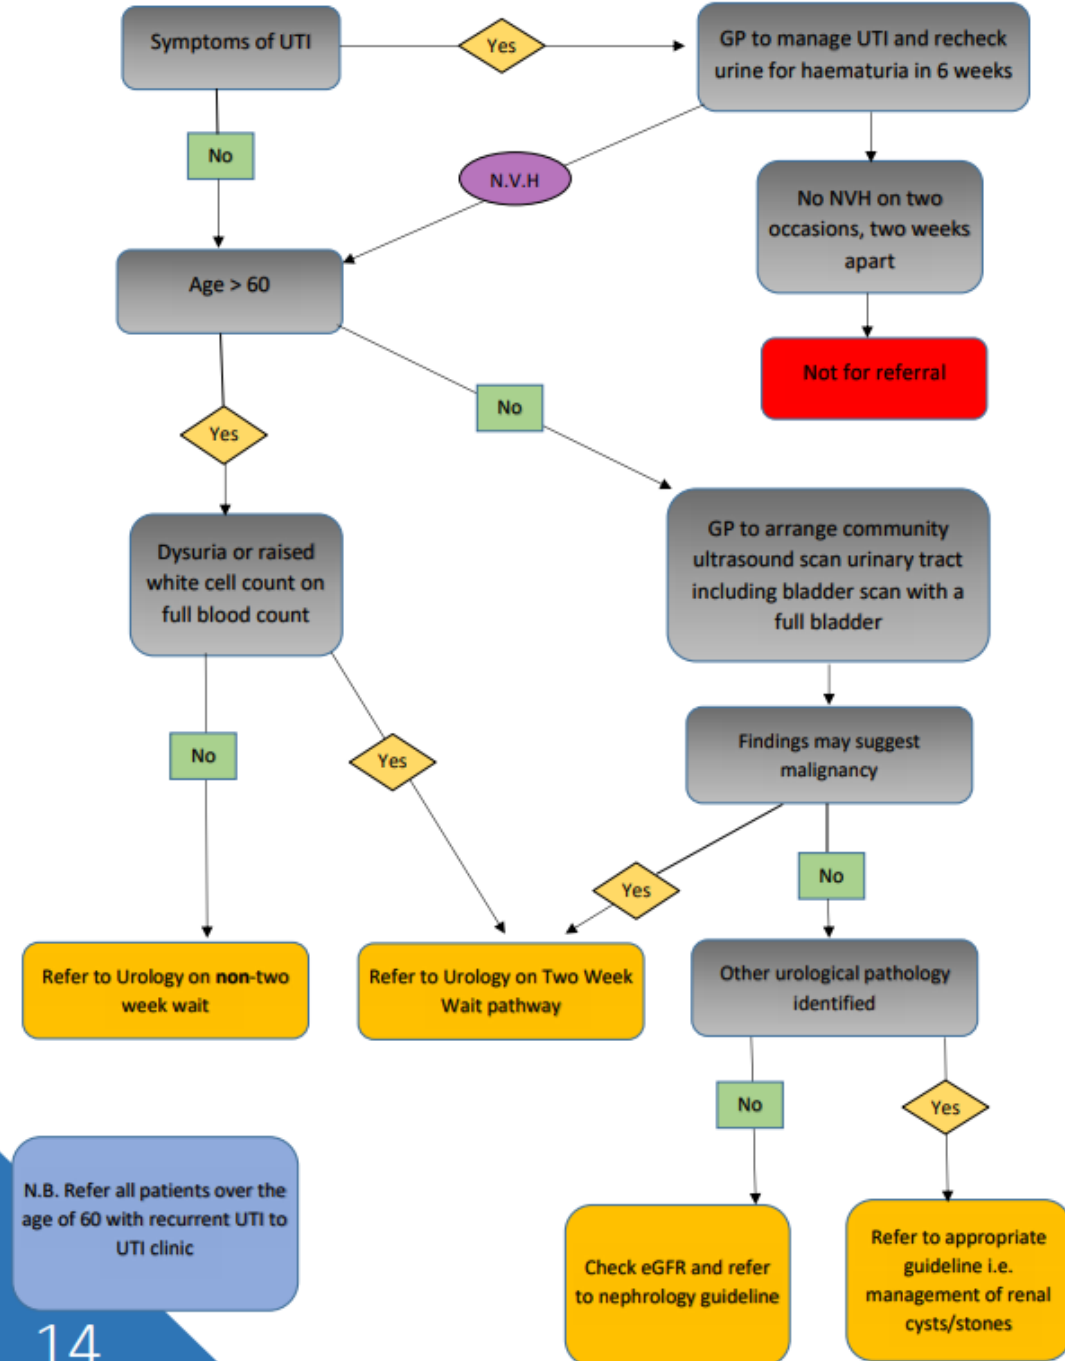 Symptoms of UTI
Yes
GP to manage UTI and recheck
urine for haematuria in 6 weeks
No
N.V.H
No NVH on two
occasions, two weeks
apart
Age > 60
Not for referral
No
Yes
Dysuria or raised
white cell count on
full blood count
GP to arrange community
ultrasound scan urinary tract
including bladder scan with a
full bladder
No
Yes
Findings may suggest
malignancy
Yes
No
Refer to Urology on non-two
week wait
Refer to Urology on Two Week
Wait pathway
Other urological pathology
identified
No
Yes
N.B. Refer all patients over the
age of 60 with recurrent UTI to
UTI clinic
Check eGFR and refer
to nephrology guideline
Refer to appropriate
guideline i.e.
management of renal
cysts/stones
14